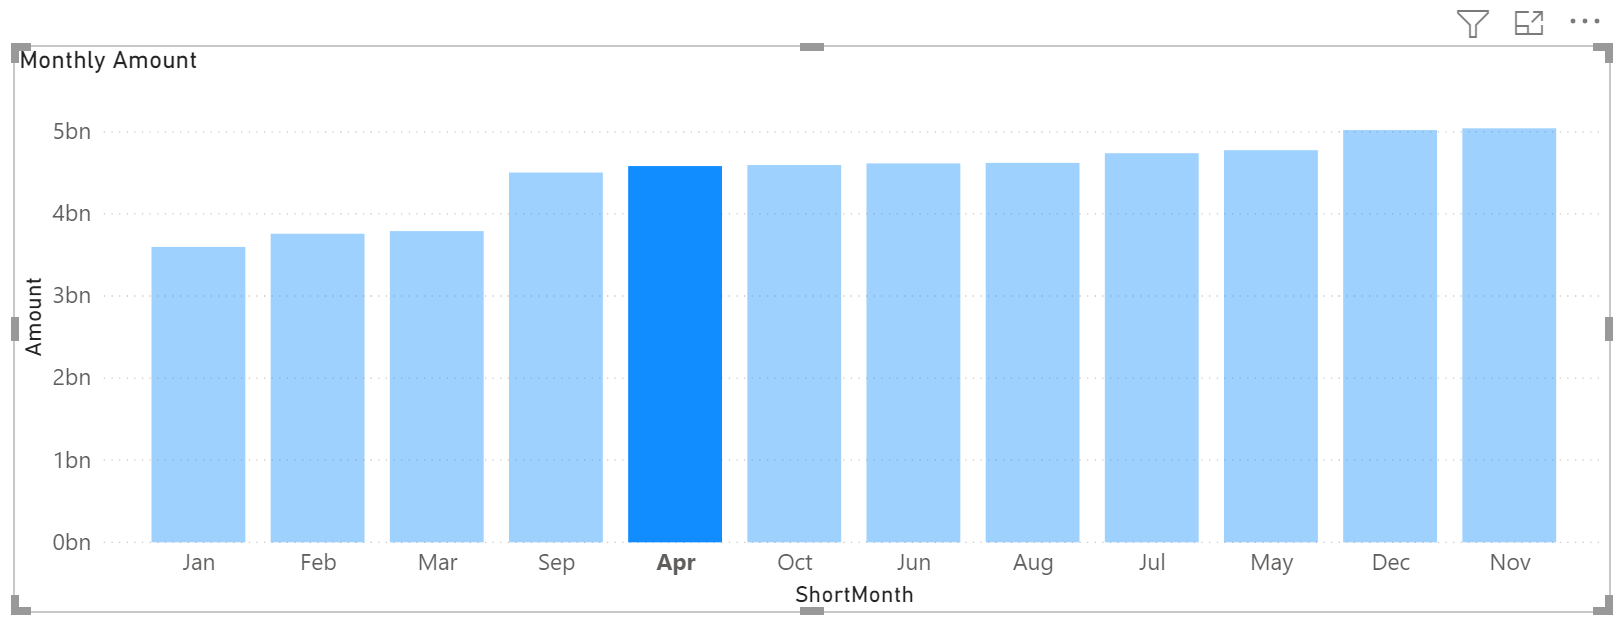 Monthly Amount
5bn
4bn
3bn
2bn
1bn
0bn
Amount
Jan Feb Mar Sep Apr Oct Jun Aug Jul May Dec Nov
ShortMonth